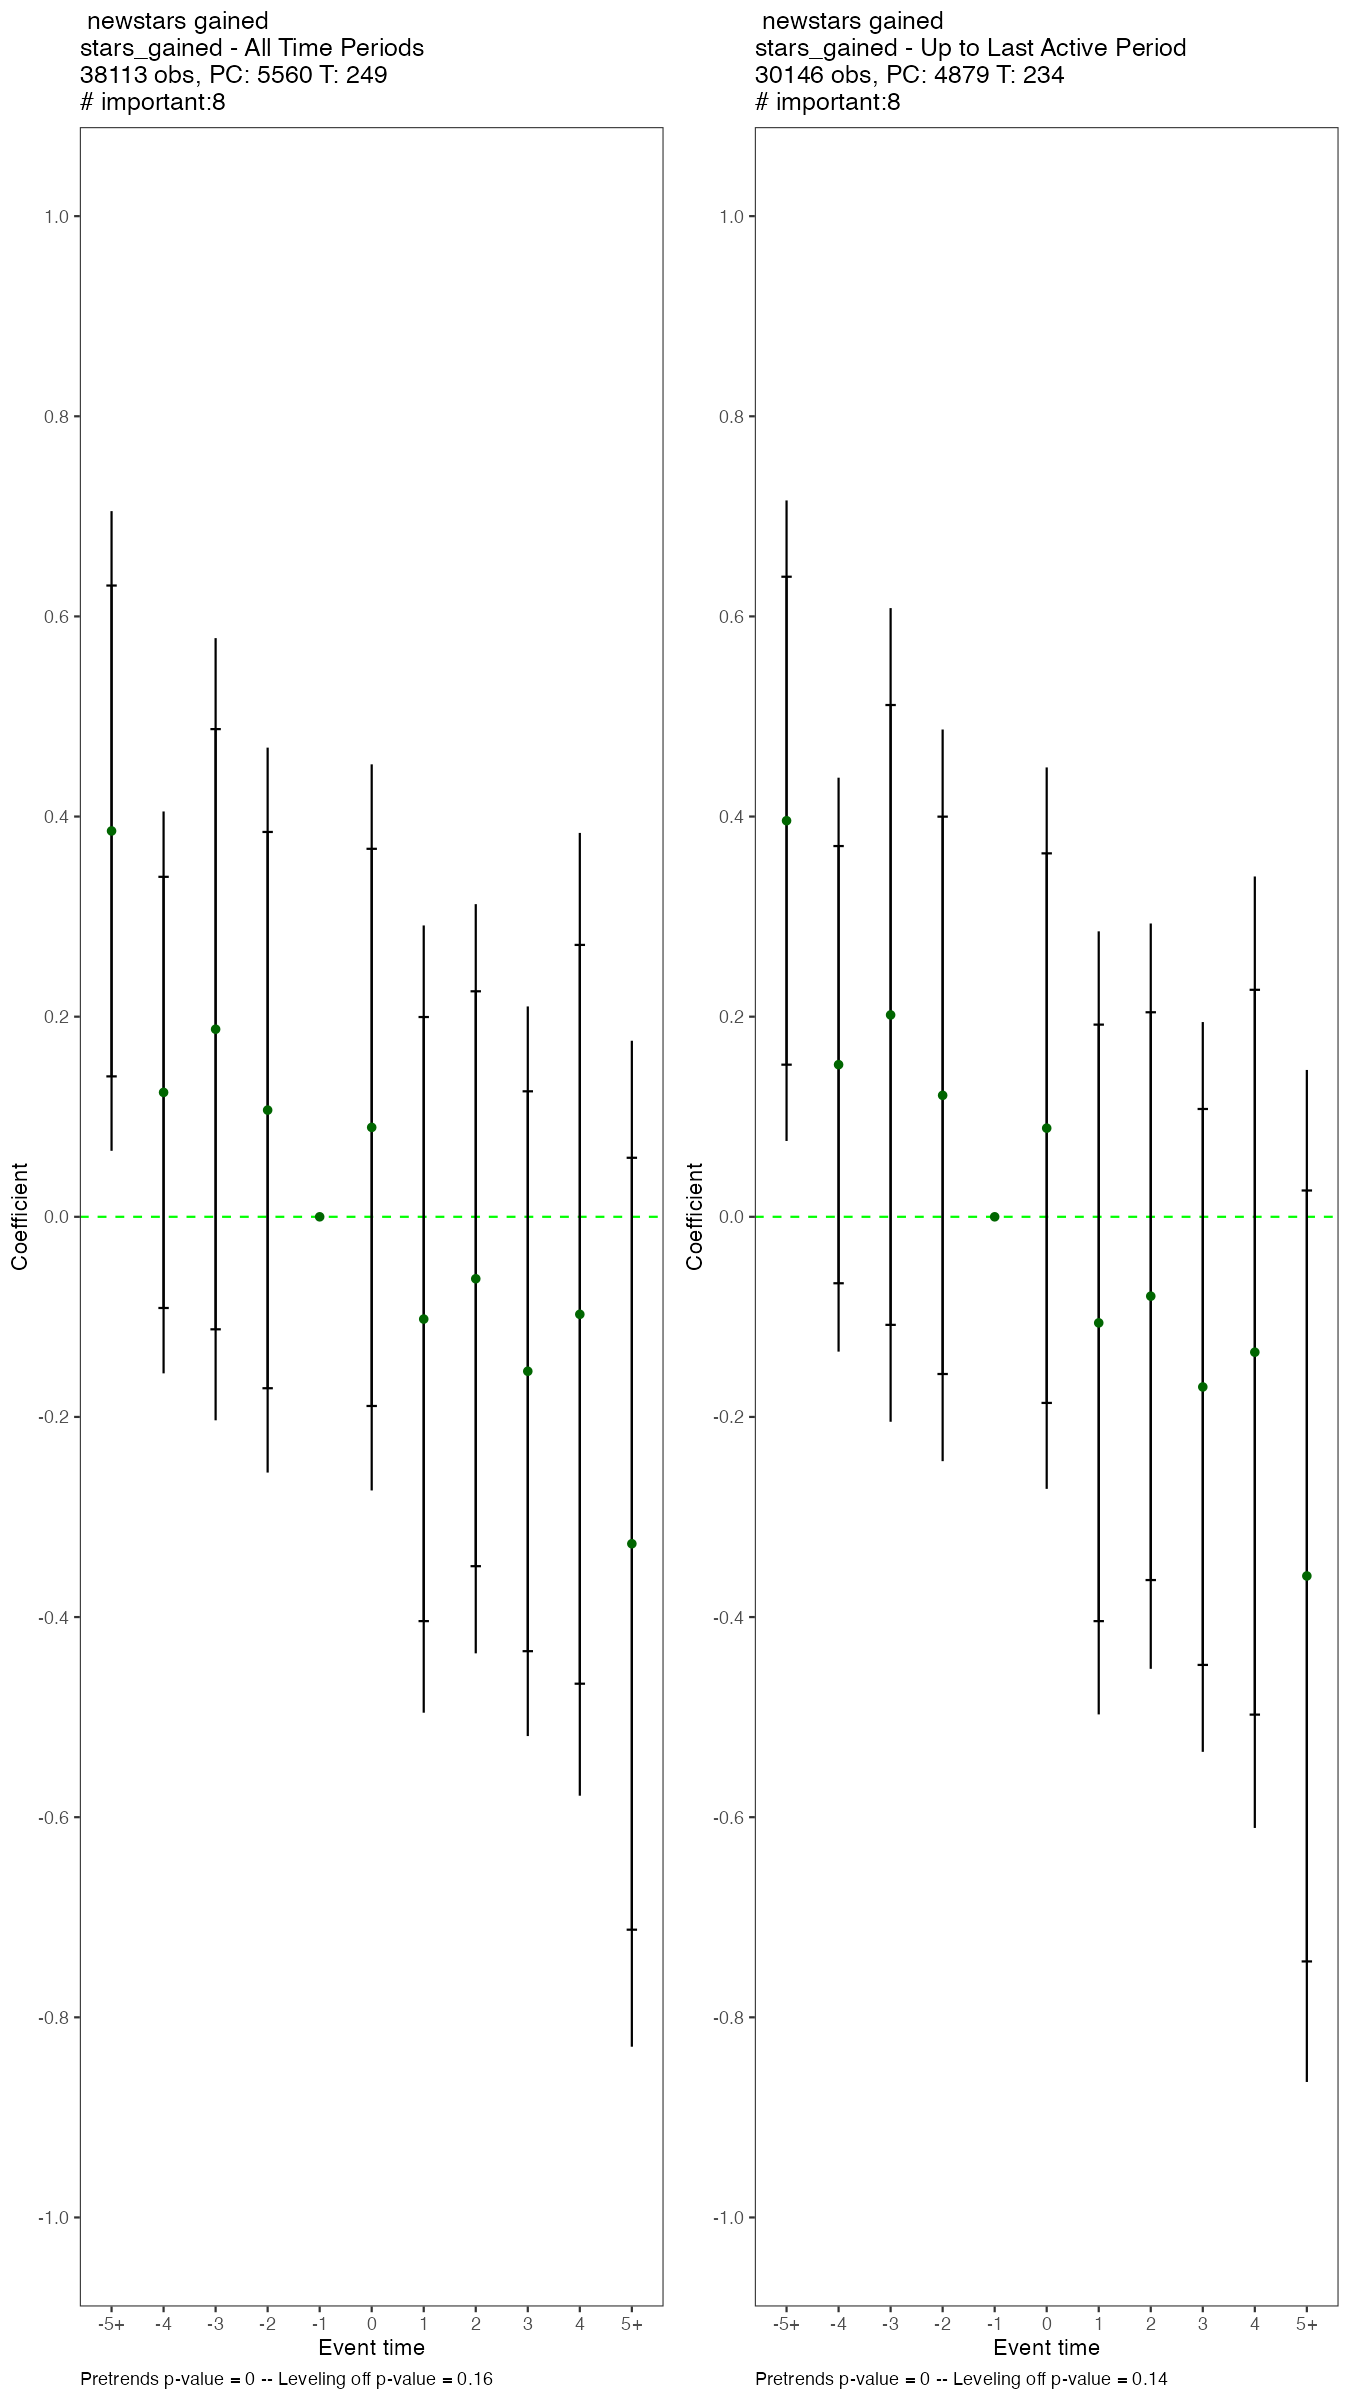 newstars gained
stars_gained - All Time Periods
38113 obs, PC: 5560 T: 249
# important:8
1.0
0.8
0.6
0.4
0.2
0.0
-0.2
-0.4
-0.6
-0.8
-1.0
Coefficient
-5+ -4 -3 -2 -1 0 1 2 3 4 5+
Event time
Pretrends p-value = 0 -- Leveling off p-value = 0.16
newstars gained
stars_gained - Up to Last Active Period
30146 obs, PC: 4879 T: 234
# important:8
1.0
0.8
0.6
0.4
0.2
0.0
-0.2
-0.4
-0.6
-0.8
-1.0
Coefficient
-5+ -4 -3 -2 -1 0 1 2 3 4 5+
Event time
Pretrends p-value = 0 -- Leveling off p-value = 0.14